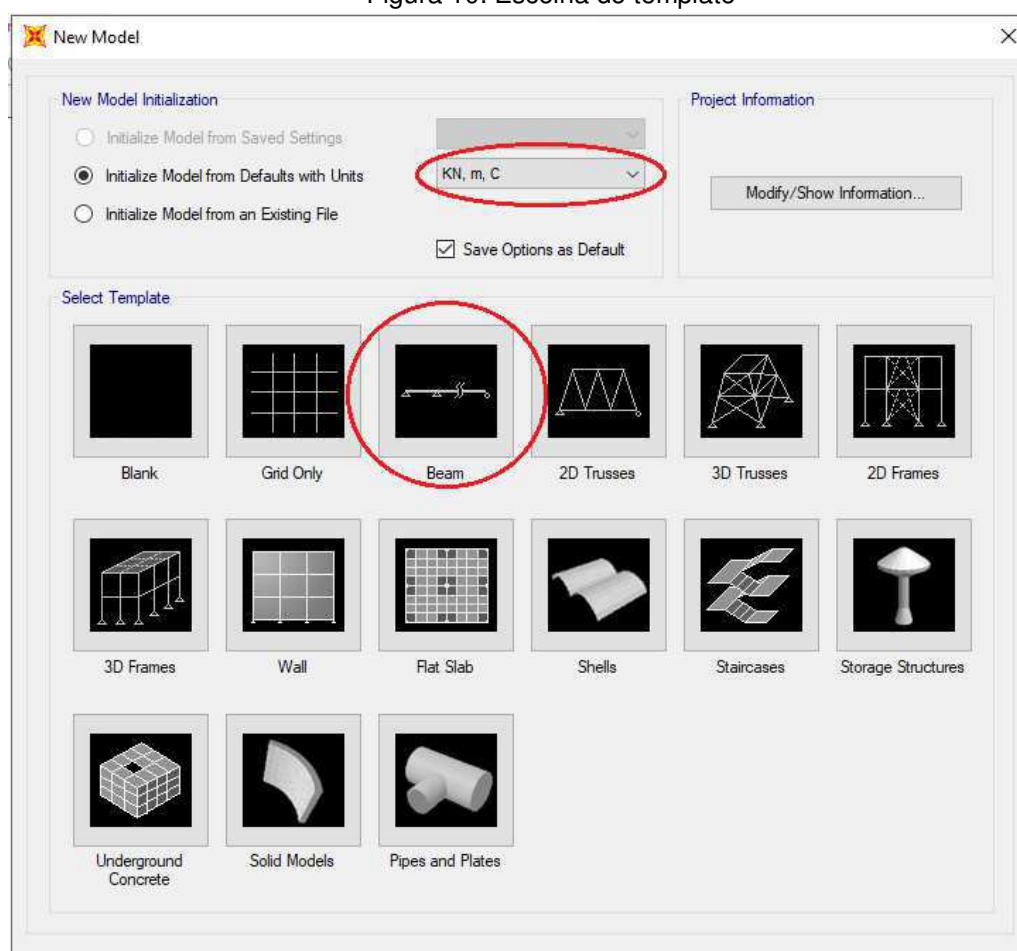 Figura 10: Escolha do template
New Model
New Model Initialization
Project Information
Initialize Model from Saved Settings
Initialize Model from Defaults with Units
KN, m, C
Modify/Show Information...
Initialize Model from an Existing File
Save Options as Default
Select Template
Blank
Grid Only
Beam
2D Trusses
3D Trusses
2D Frames
3D Frames
Wall
Flat Slab
Shells
Staircases
Storage Structures
Underground
Concrete
Solid Models
Pipes and Plates